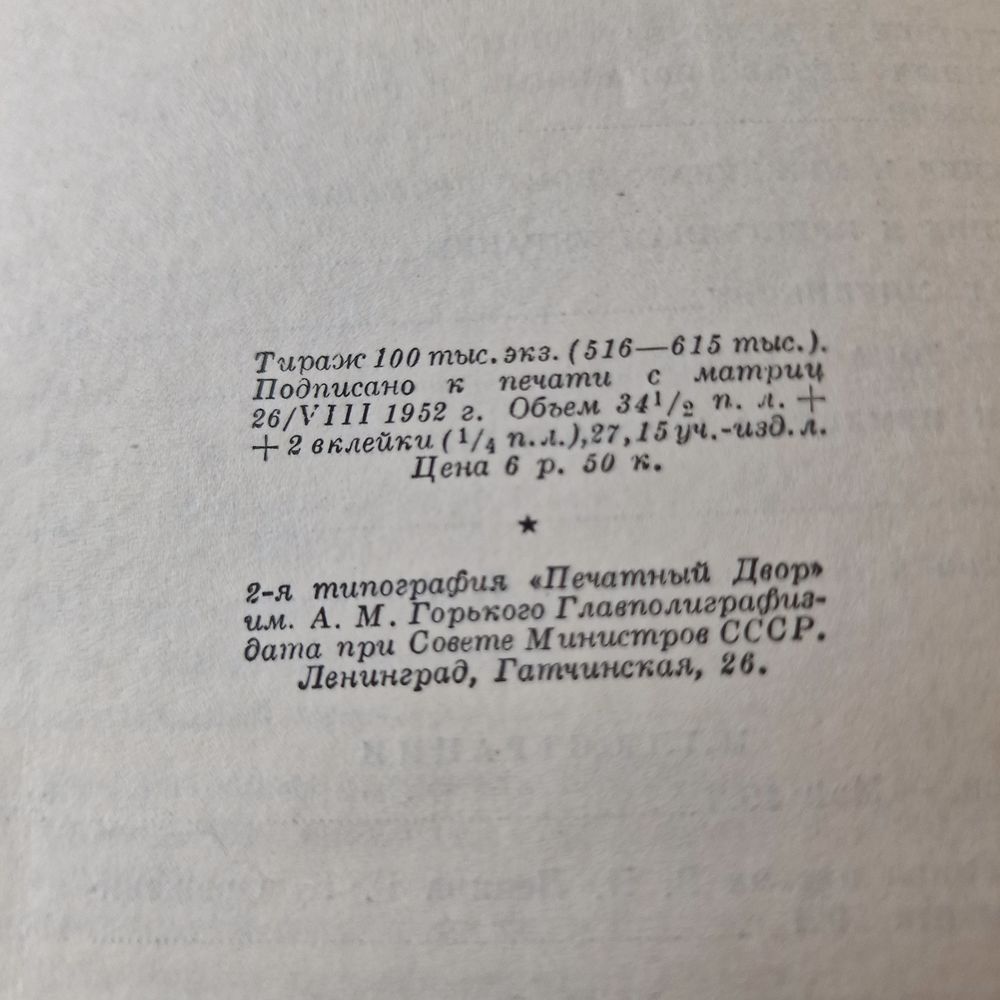 Тираж 100 тыс. экз. (516—615 тыс.).
Подписано к печати с матриц
26/VIII 1952 г. Объем 34 1/2 п. л. +
+ 2 вклейки (1/4 п.л.), 27,15 уч.-изд. л.
Цена 6 р. 50 к.
★
2-я типография «Печатный Двор»
им. А. М. Горького Главполиграфиз-
дата при Совете Министров СССР.
Ленинград, Гатчинская, 26.